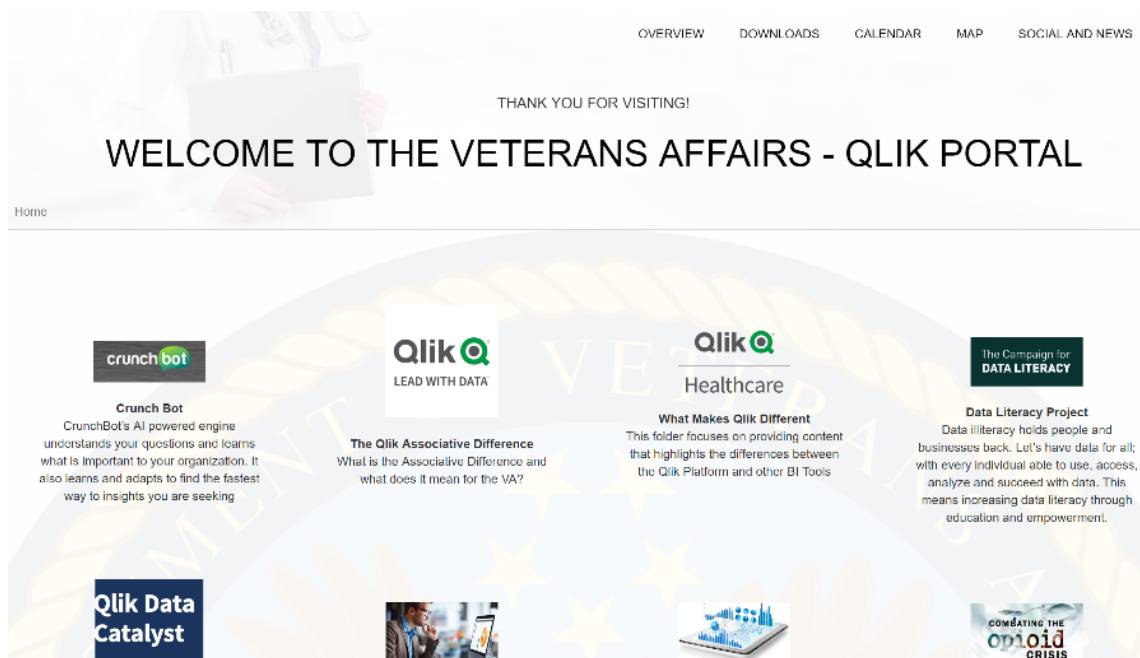 OVERVIEW DOWNLOADS CALENDAR MAP SOCIAL AND NEWS
THANK YOU FOR VISITING!
WELCOME TO THE VETERANS AFFAIRS - QLIK PORTAL
Home
crunch bot
Crunch Bot
CrunchBot's AI powered engine
understands your questions and learns
what is important to your organization. It
also learns and adapts to find the fastest
way to insights you are seeking
Qlik
LEAD WITH DATA
The Qlik Associative Difference
What is the Associative Difference and
what does it mean for the VA?
Qlik
Healthcare
What Makes Qlik Different
This folder focuses on providing content
that highlights the differences between
the Qlik Platform and other BI Tools
The Campaign for
DATA LITERACY
Data Literacy Project
Data illiteracy holds people and
businesses back. Let's have data for all;
with every individual able to use, access,
analyze and succeed with data. This
means increasing data literacy through
education and empowerment.
Qlik Data
Catalyst
COMBATING THE
opioid
CRISIS